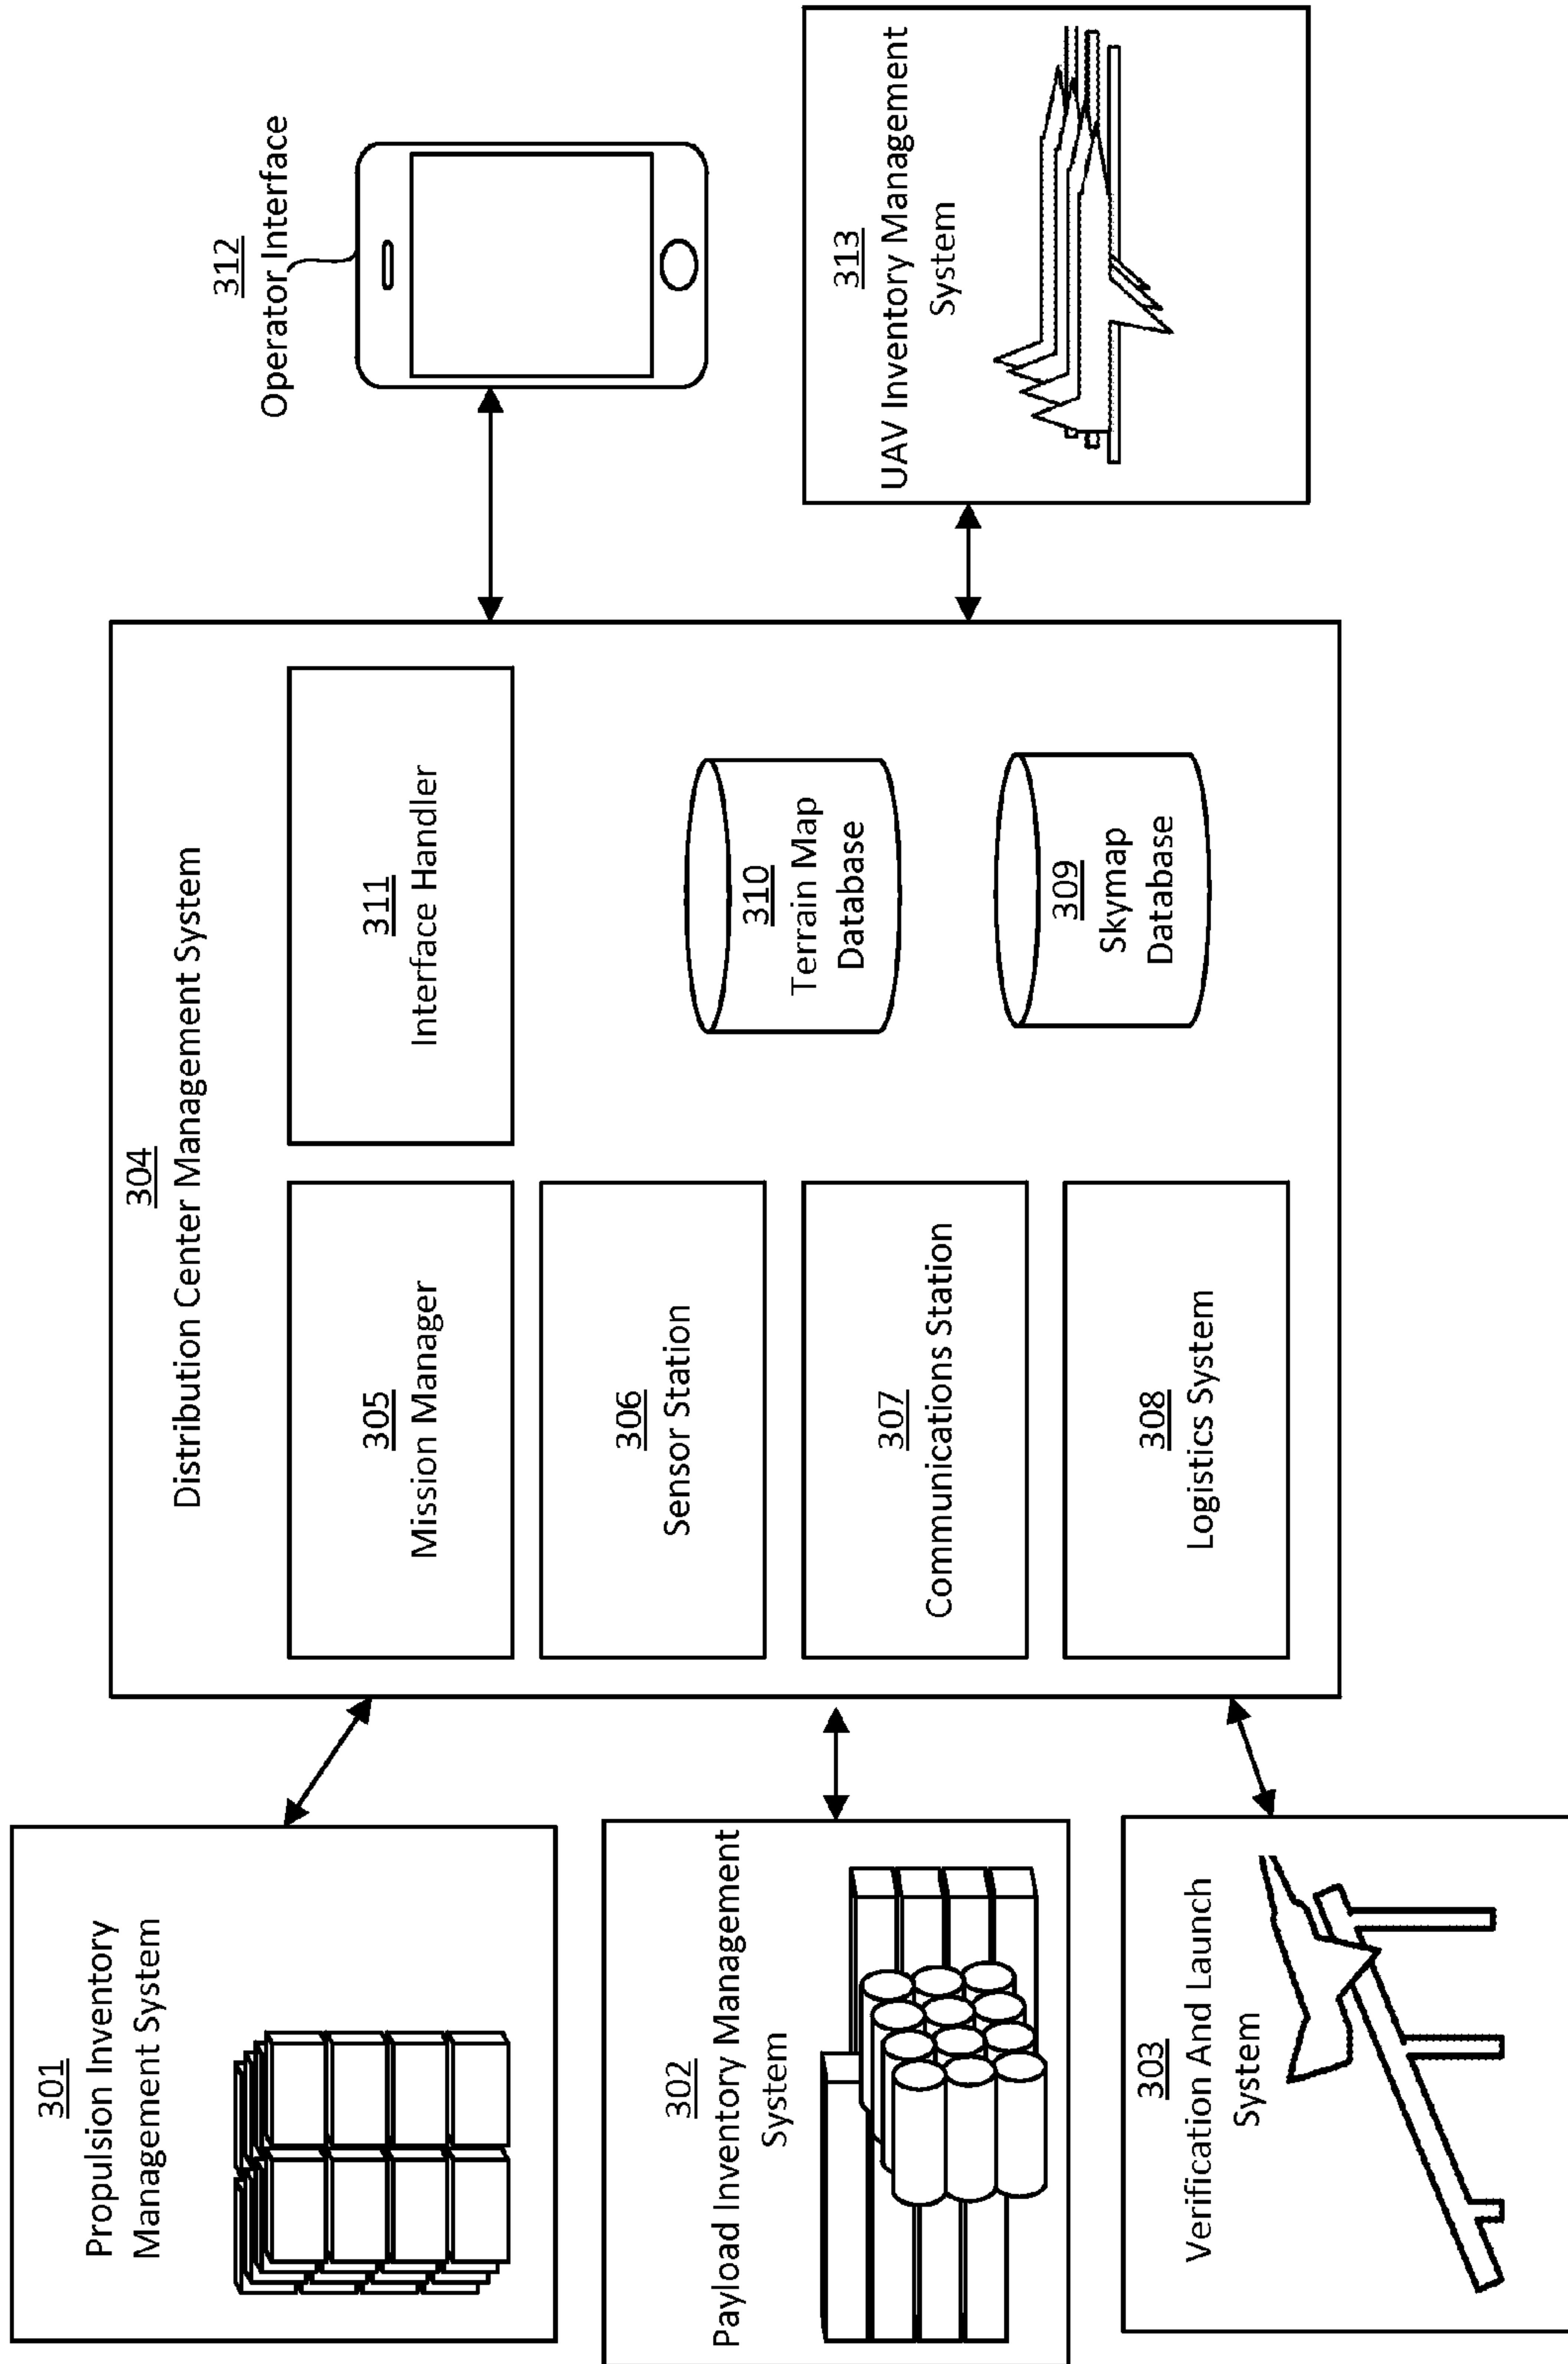 301
Propulsion Inventory
Management System
302
Payload Inventory Management
System
303
Verification And Launch
System
304
Distribution Center Management System
305
Mission Manager
306
Sensor Station
307
Communications Station
308
Logistics System
311
Interface Handler
310
Terrain Map
Database
309
Skymap
Database
312
Operator Interface
313
UAV Inventory Management
System